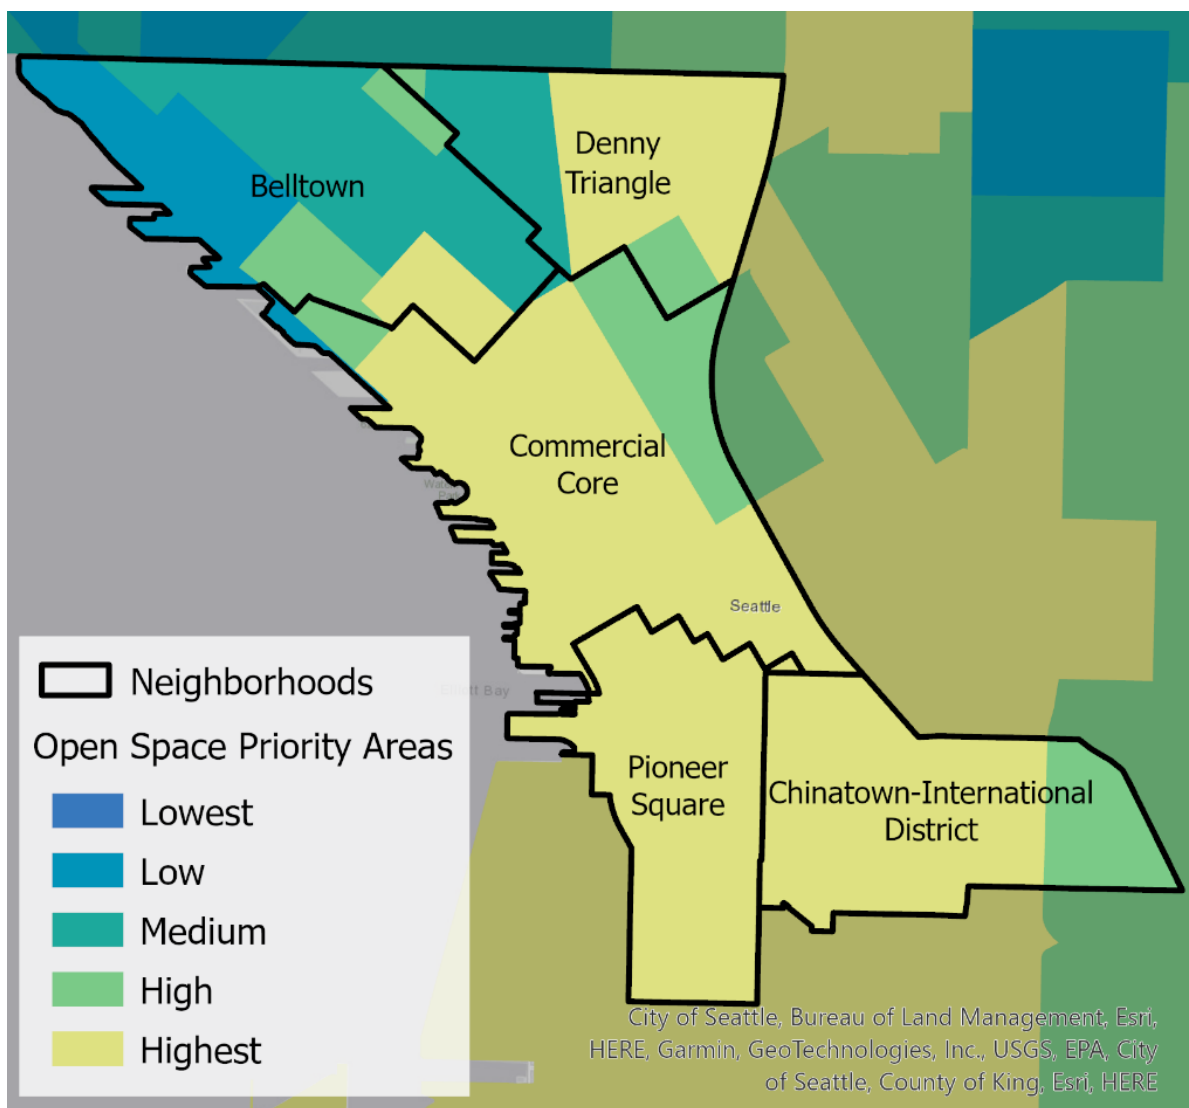 Denny
Triangle
Belltown
Commercial
Core
Seattle
Pioneer
Square
Chinatown-International
District
Neighborhoods
Open Space Priority Areas
Lowest
Low
Medium
High
Highest
City of Seattle, Bureau of Land Management, Esri,
HERE, Garmin, GeoTechnologies, Inc., USGS, EPA, City
of Seattle, County of King, Esri, HERE